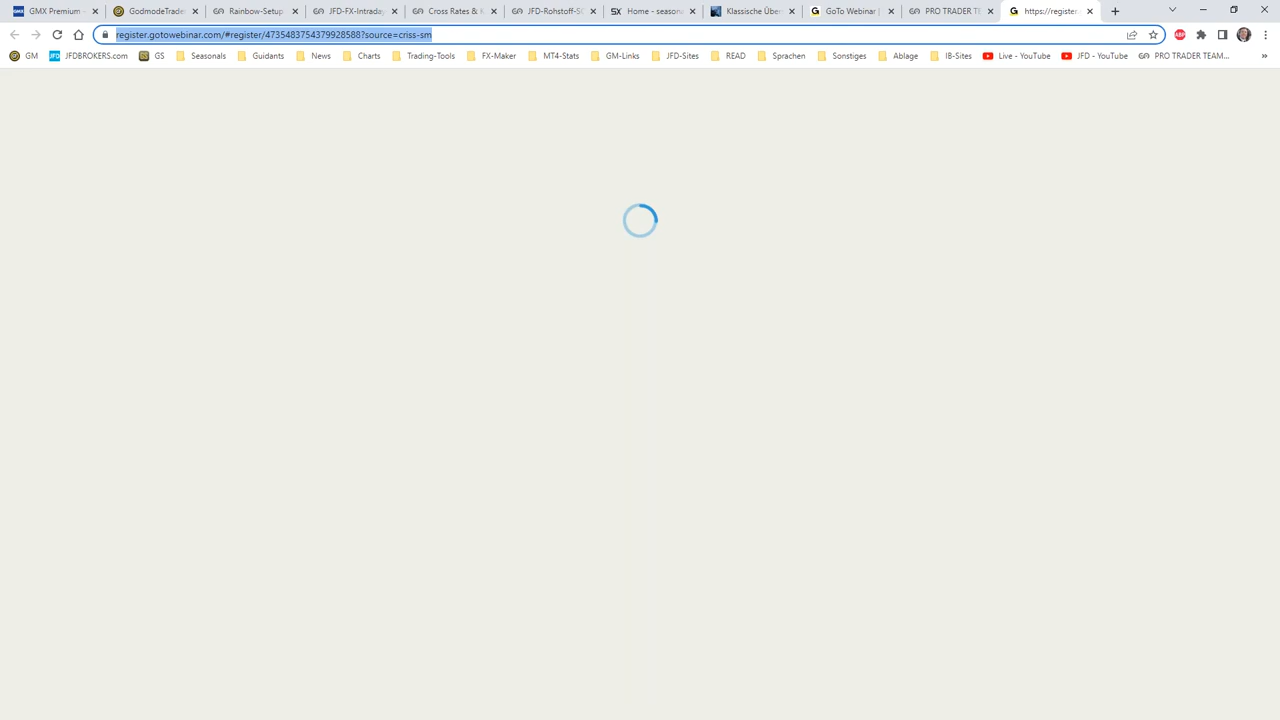 GMX Premium GodmodeTrade Rainbow-Setup JFD-FX-Intraday Cross Rates & JFD-Rohstoff-S Home - season Klassische Über GoTo Webinar PRO TRADER TE https://register
register.gotowebinar.com/#register/4735483754379928588?source=criss-sm
GM JFDBROKERS.com GS Seasonals Guidants News Charts Trading-Tools FX-Maker MT4-Stats GM-Links JFD-Sites READ Sprachen Sonstiges Ablage IB-Sites Live - YouTube JFD - YouTube PRO TRADER TEAM...